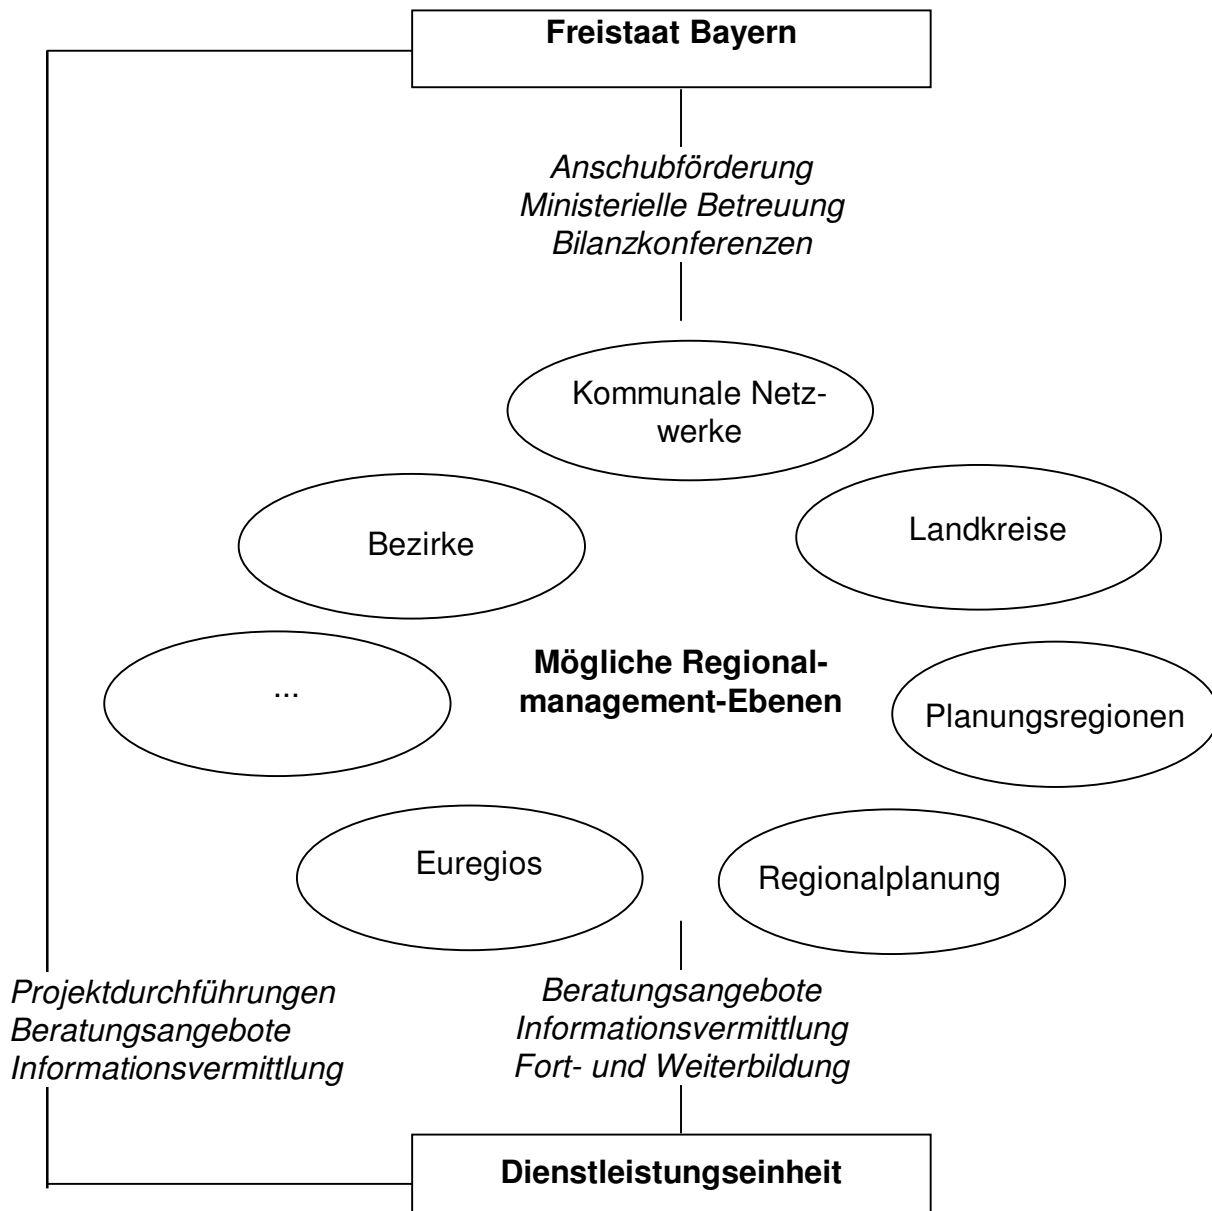 Freistaat Bayern
Anschubförderung
Ministerielle Betreuung
Bilanzkonferenzen
Kommunale Netz-
werke
Bezirke
Landkreise
...
Mögliche Regional-
management-Ebenen
Planungsregionen
Euregios
Regionalplanung
Projektdurchführungen
Beratungsangebote
Informationsvermittlung
Beratungsangebote
Informationsvermittlung
Fort- und Weiterbildung
Dienstleistungseinheit